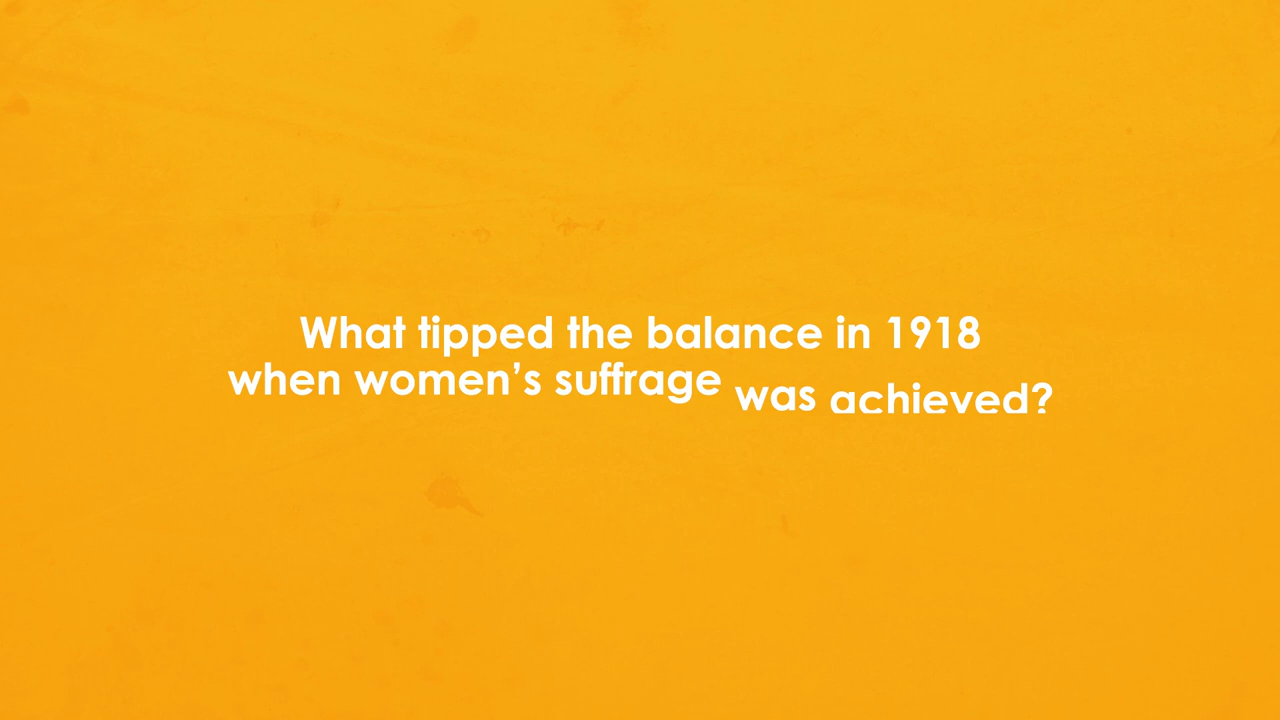 What tipped the balance in 1918
when women’s suffrage was achieved?